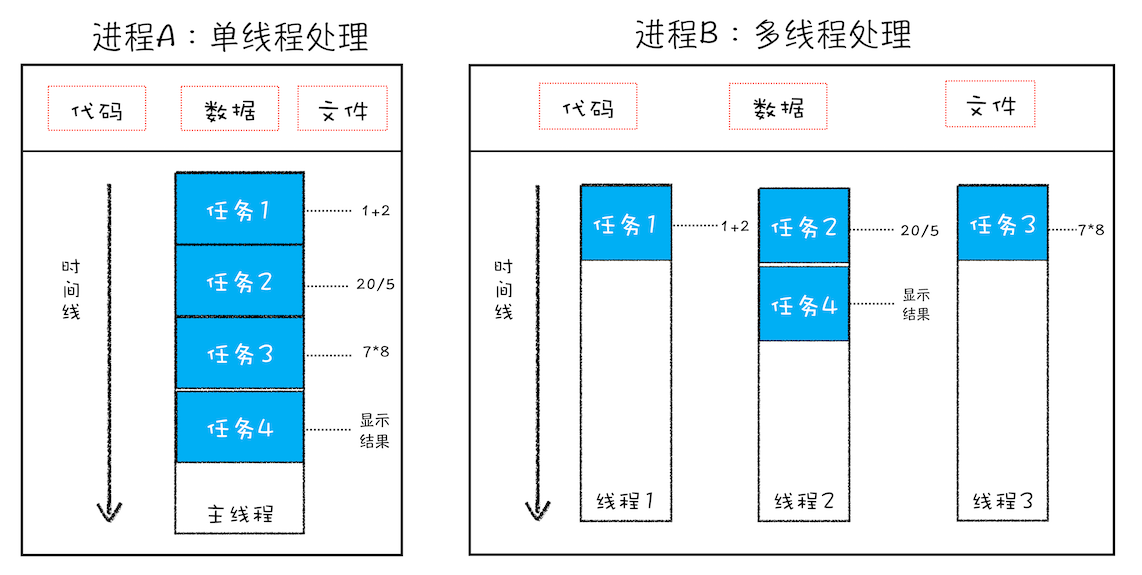 进程A：单线程处理
代码
数据
文件
时
间
线
任务1
1+2
任务2
20/5
任务3
7*8
任务4
显示
结果
主线程
进程B：多线程处理
代码
数据
文件
时
间
线
任务1
1+2
任务2
20/5
任务3
7*8
任务4
显示
结果
线程1
线程2
线程3